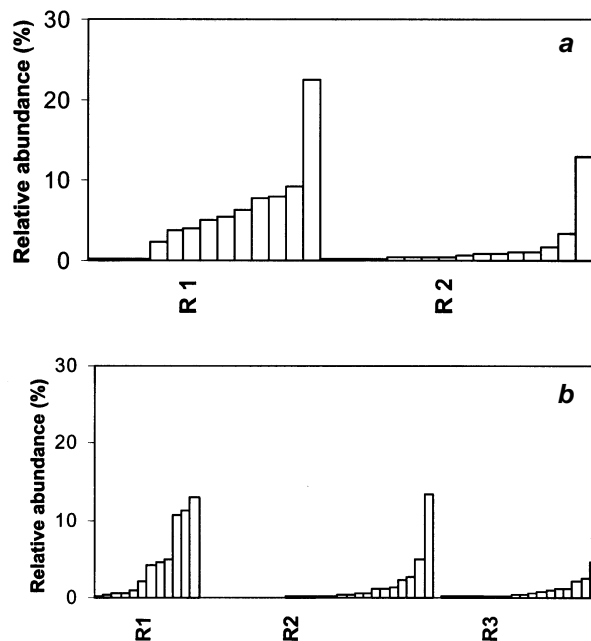 Relative abundance (%)
30
20
10
0
a
R 1
R 2
Relative abundance (%)
30
20
10
0
b
R1
R2
R3